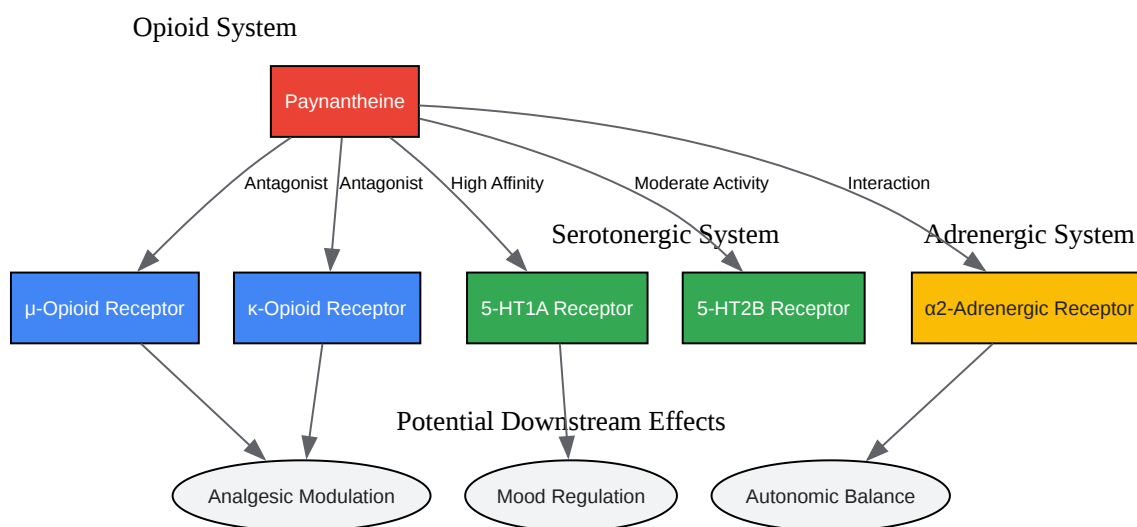 Opioid System
Paynantheine
Antagonist
Antagonist
High Affinity
Moderate Activity
Interaction
Serotonergic System
Adrenergic System
μ-Opioid Receptor
κ-Opioid Receptor
5-HT1A Receptor
5-HT2B Receptor
α2-Adrenergic Receptor
Potential Downstream Effects
Analgesic Modulation
Mood Regulation
Autonomic Balance